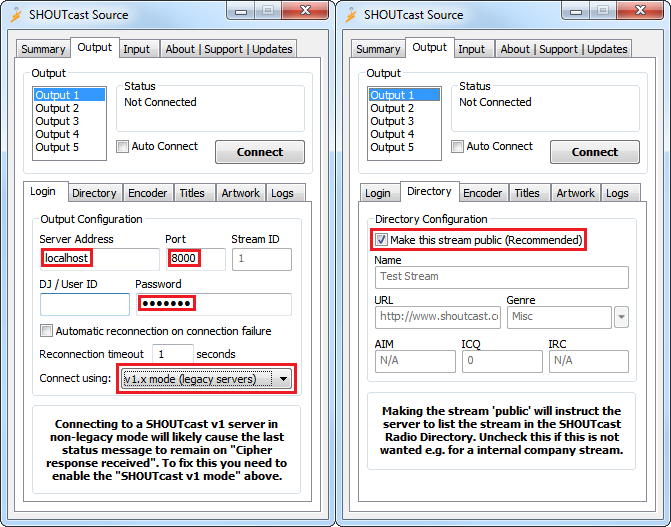 SHOUTcast Source
Summary Output Input About | Support | Updates
Output
Output 1
Output 2
Output 3
Output 4
Output 5
Status
Not Connected
Auto Connect
Connect
Login Directory Encoder Titles Artwork Logs
Output Configuration
Server Address Port Stream ID
localhost 8000 1
DJ / User ID Password
●●●●●●●
Automatic reconnection on connection failure
Reconnection timeout 1 seconds
Connect using: v1.x mode (legacy servers)
Connecting to a SHOUTcast v1 server in
non-legacy mode will likely cause the last
status message to remain on "Cipher
response received". To fix this you need to
enable the "SHOUTcast v1 mode" above.
SHOUTcast Source
Summary Output Input About | Support | Updates
Output
Output 1
Output 2
Output 3
Output 4
Output 5
Status
Not Connected
Auto Connect
Connect
Login Directory Encoder Titles Artwork Logs
Directory Configuration
Make this stream public (Recommended)
Name
Test Stream
URL Genre
http://www.shoutcast.c Misc
AIM ICQ IRC
N/A 0 N/A
Making the stream 'public' will instruct the
server to list the stream in the SHOUTcast
Radio Directory. Uncheck this if this is not
wanted e.g. for a internal company stream.